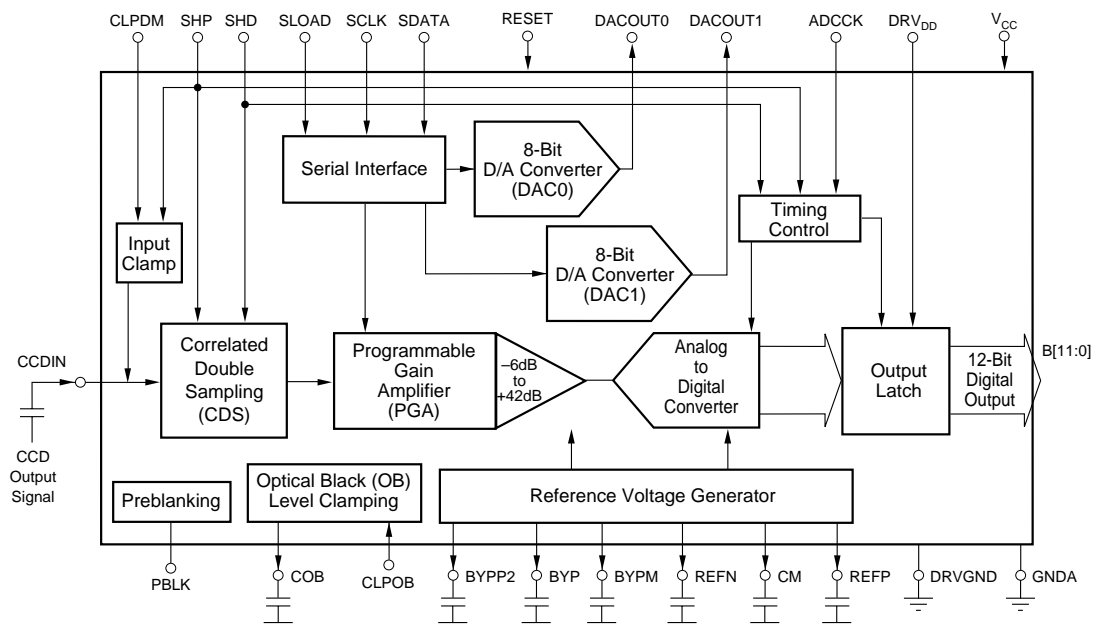 CLPDM SHP SHD SLOAD SCLK SDATA RESET DACOUT0 DACOUT1 ADCCK DRVDD VCC
Serial Interface
8-Bit
D/A Converter
(DAC0)
Timing
Control
Input
Clamp
8-Bit
D/A Converter
(DAC1)
CCDIN
Correlated
Double
Sampling
(CDS)
Programmable
Gain
Amplifier
(PGA)
–6dB
to
+42dB
Analog
to
Digital
Converter
Output
Latch
12-Bit
Digital
Output
B[11:0]
CCD
Output
Signal
Preblanking
Optical Black (OB)
Level Clamping
Reference Voltage Generator
PBLK COB CLPOB BYPP2 BYP BYPM REFN CM REFP DRVGND GNDA